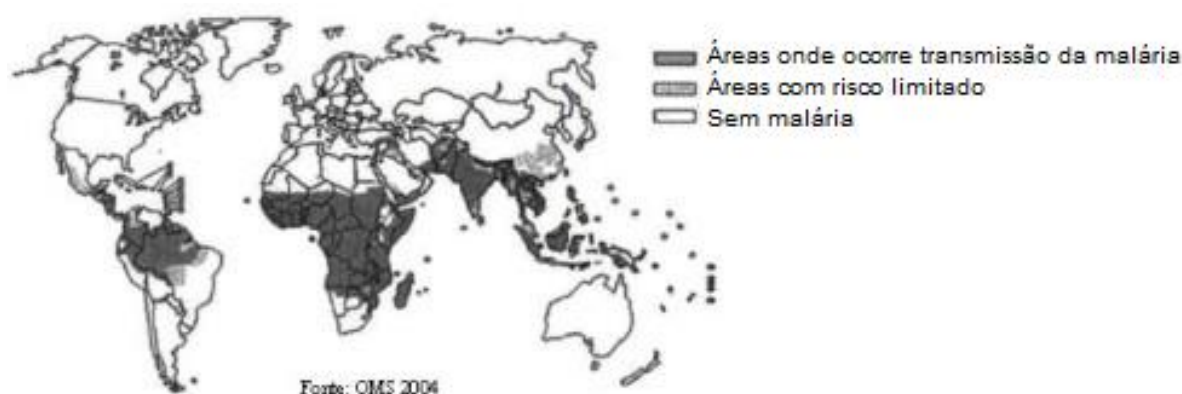 Áreas onde ocorre transmissão da malária
Áreas com risco limitado
Sem malária
Fonte: OMS 2004